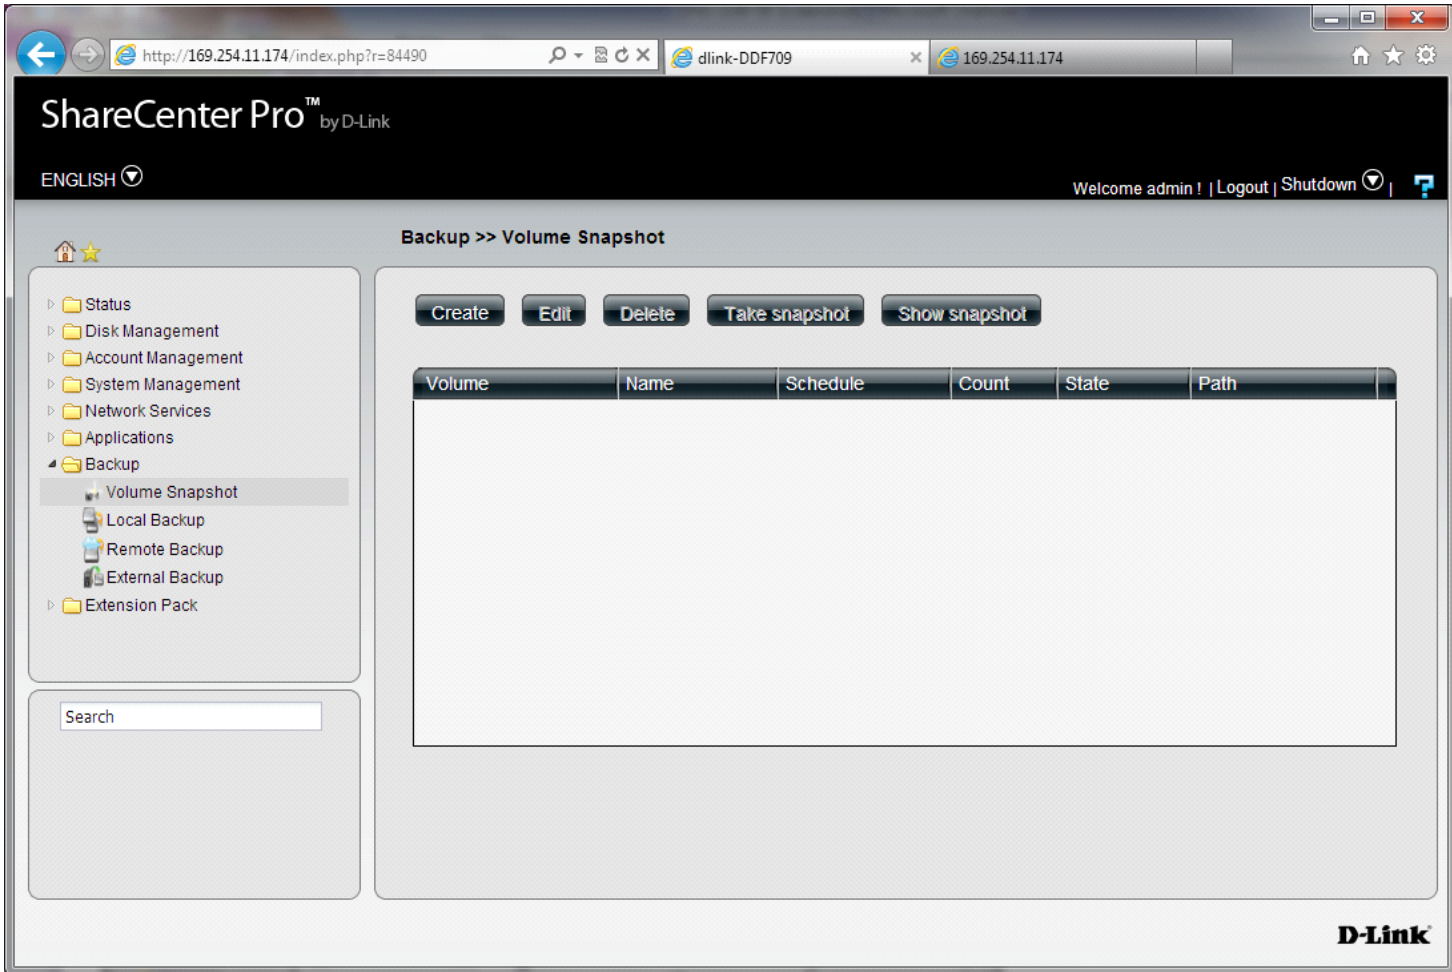 http://169.254.11.174/index.php?r=84490
dlink-DDF709
169.254.11.174
ShareCenter Pro™ by D-Link
ENGLISH
Welcome admin ! | Logout | Shutdown |
?
Backup >> Volume Snapshot
Status
Disk Management
Account Management
System Management
Network Services
Applications
Backup
Volume Snapshot
Local Backup
Remote Backup
External Backup
Extension Pack
Search
Create Edit Delete Take snapshot Show snapshot
Volume Name Schedule Count State Path
D-Link